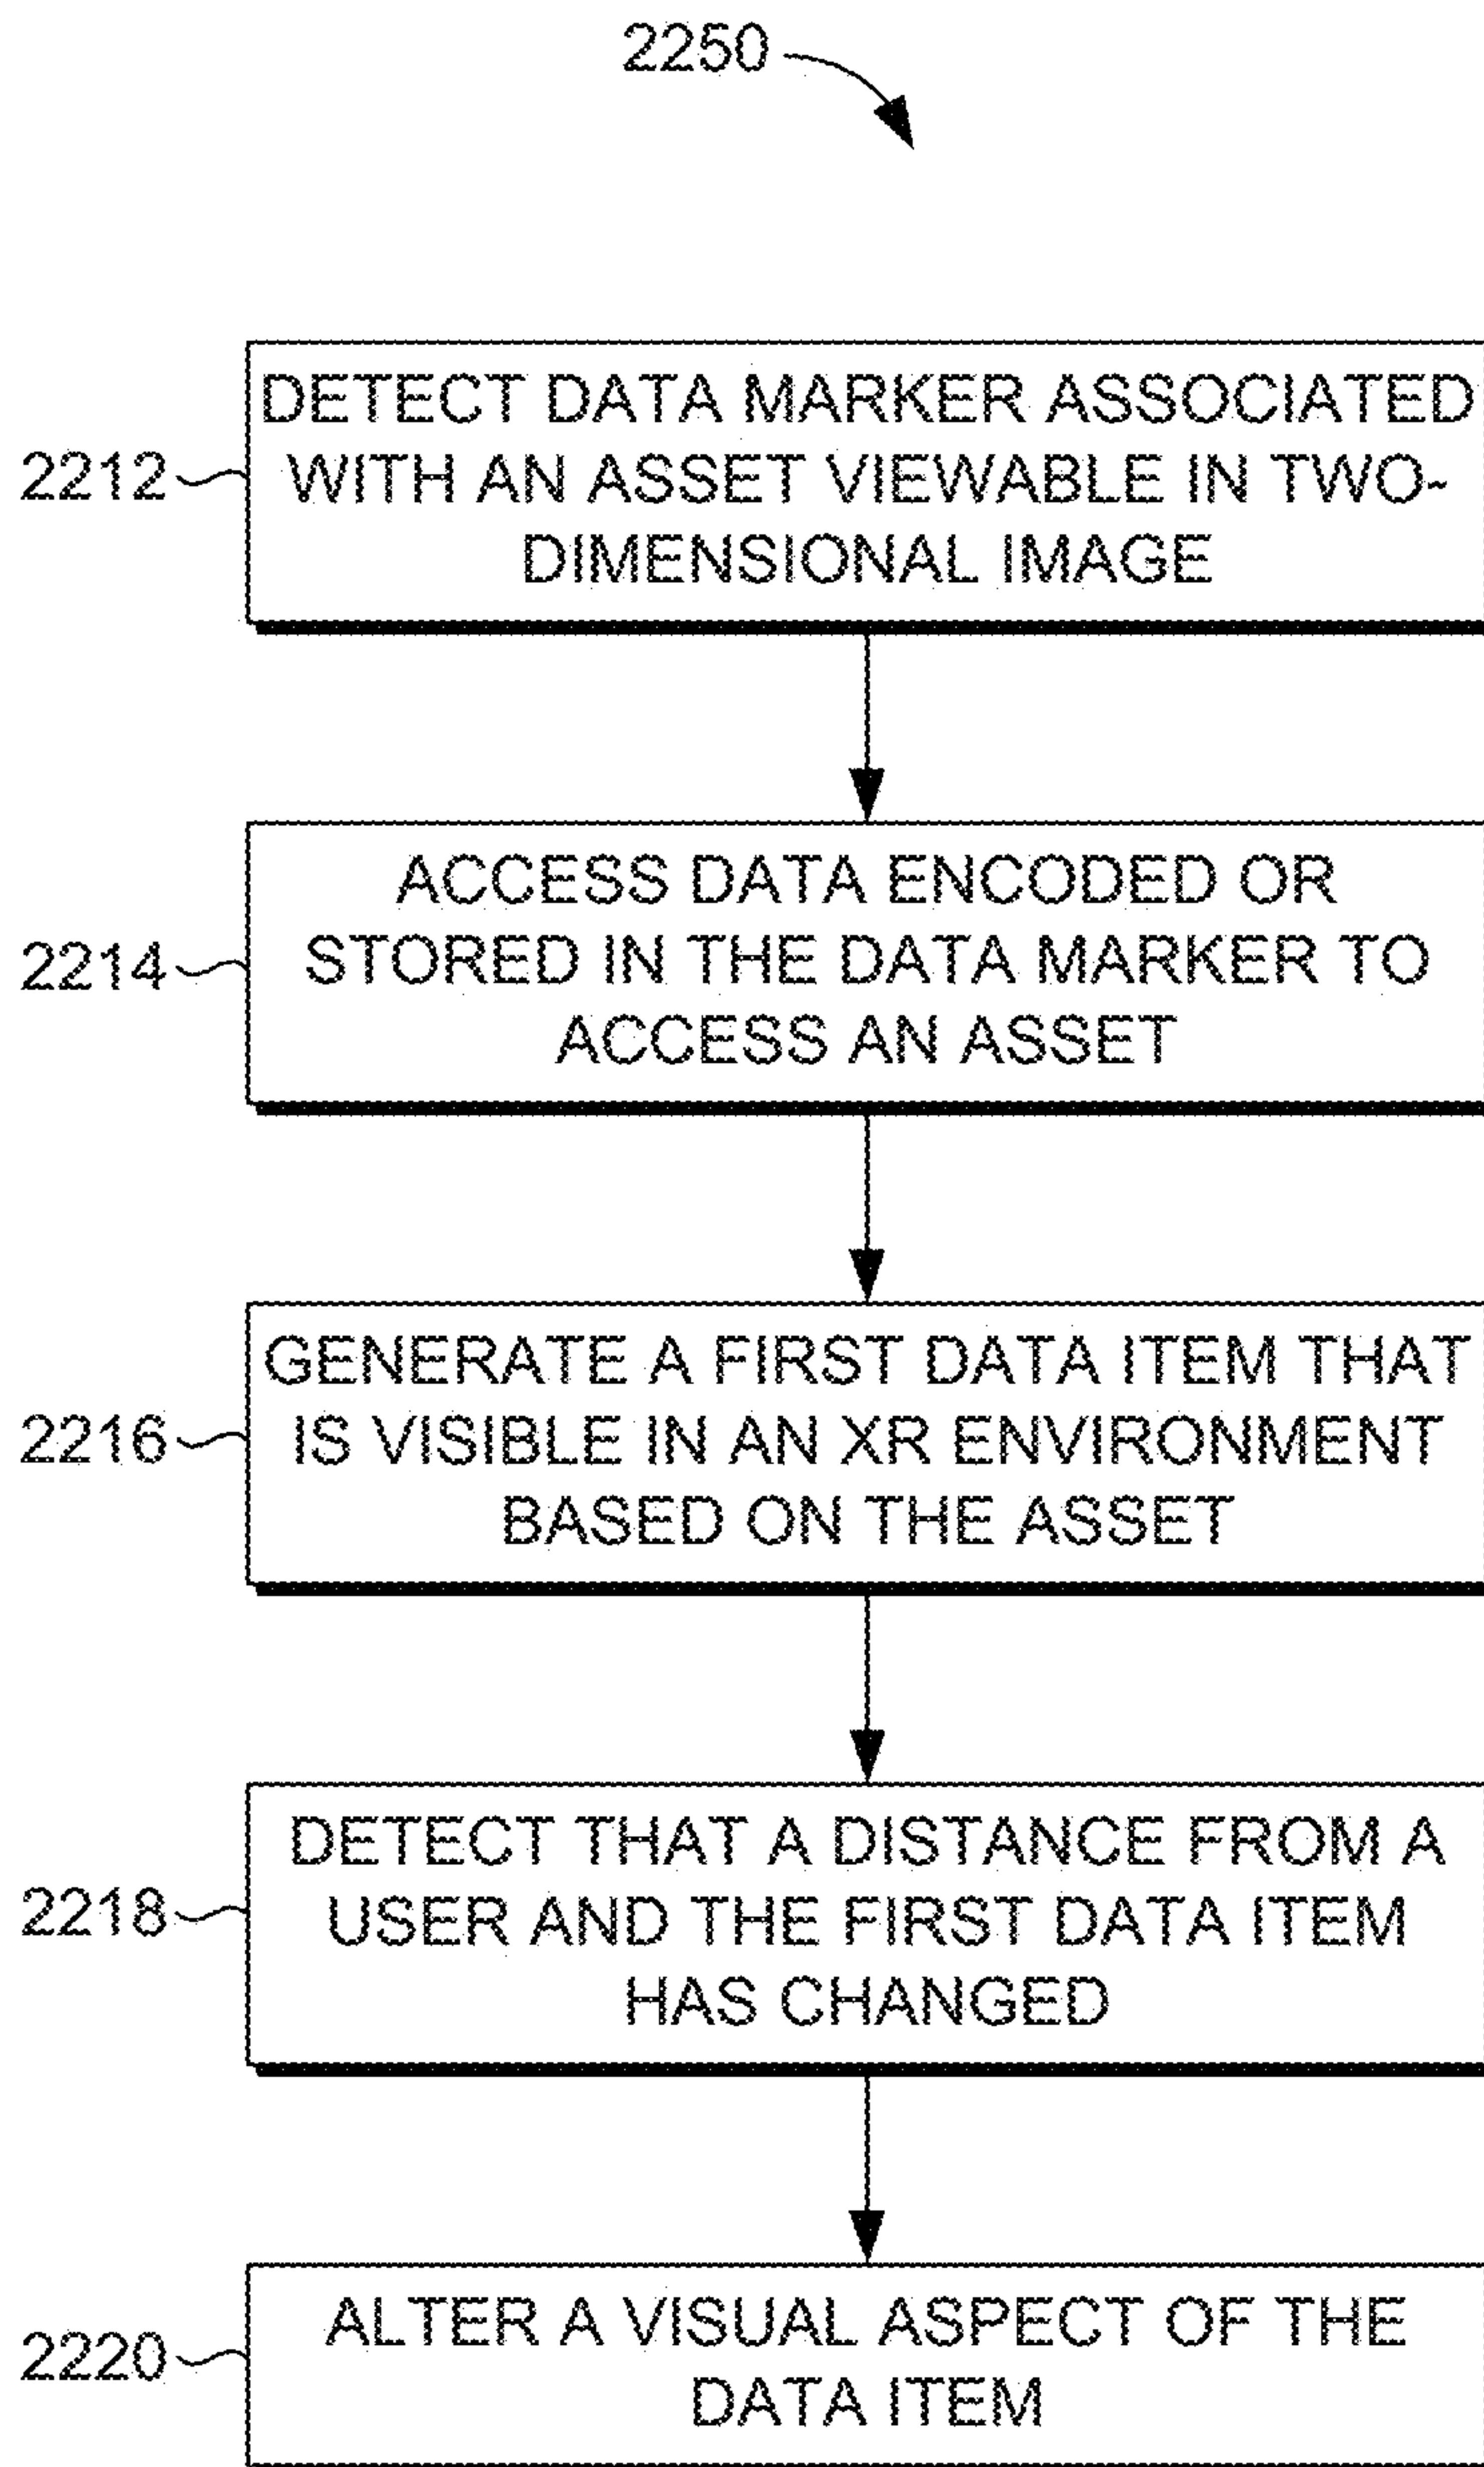 2250
DETECT DATA MARKER ASSOCIATED
WITH AN ASSET VIEWABLE IN TWO-
DIMENSIONAL IMAGE
2212
ACCESS DATA ENCODED OR
STORED IN THE DATA MARKER TO
ACCESS AN ASSET
2214
GENERATE A FIRST DATA ITEM THAT
IS VISIBLE IN AN XR ENVIRONMENT
BASED ON THE ASSET
2216
DETECT THAT A DISTANCE FROM A
USER AND THE FIRST DATA ITEM
HAS CHANGED
2218
ALTER A VISUAL ASPECT OF THE
DATA ITEM
2220